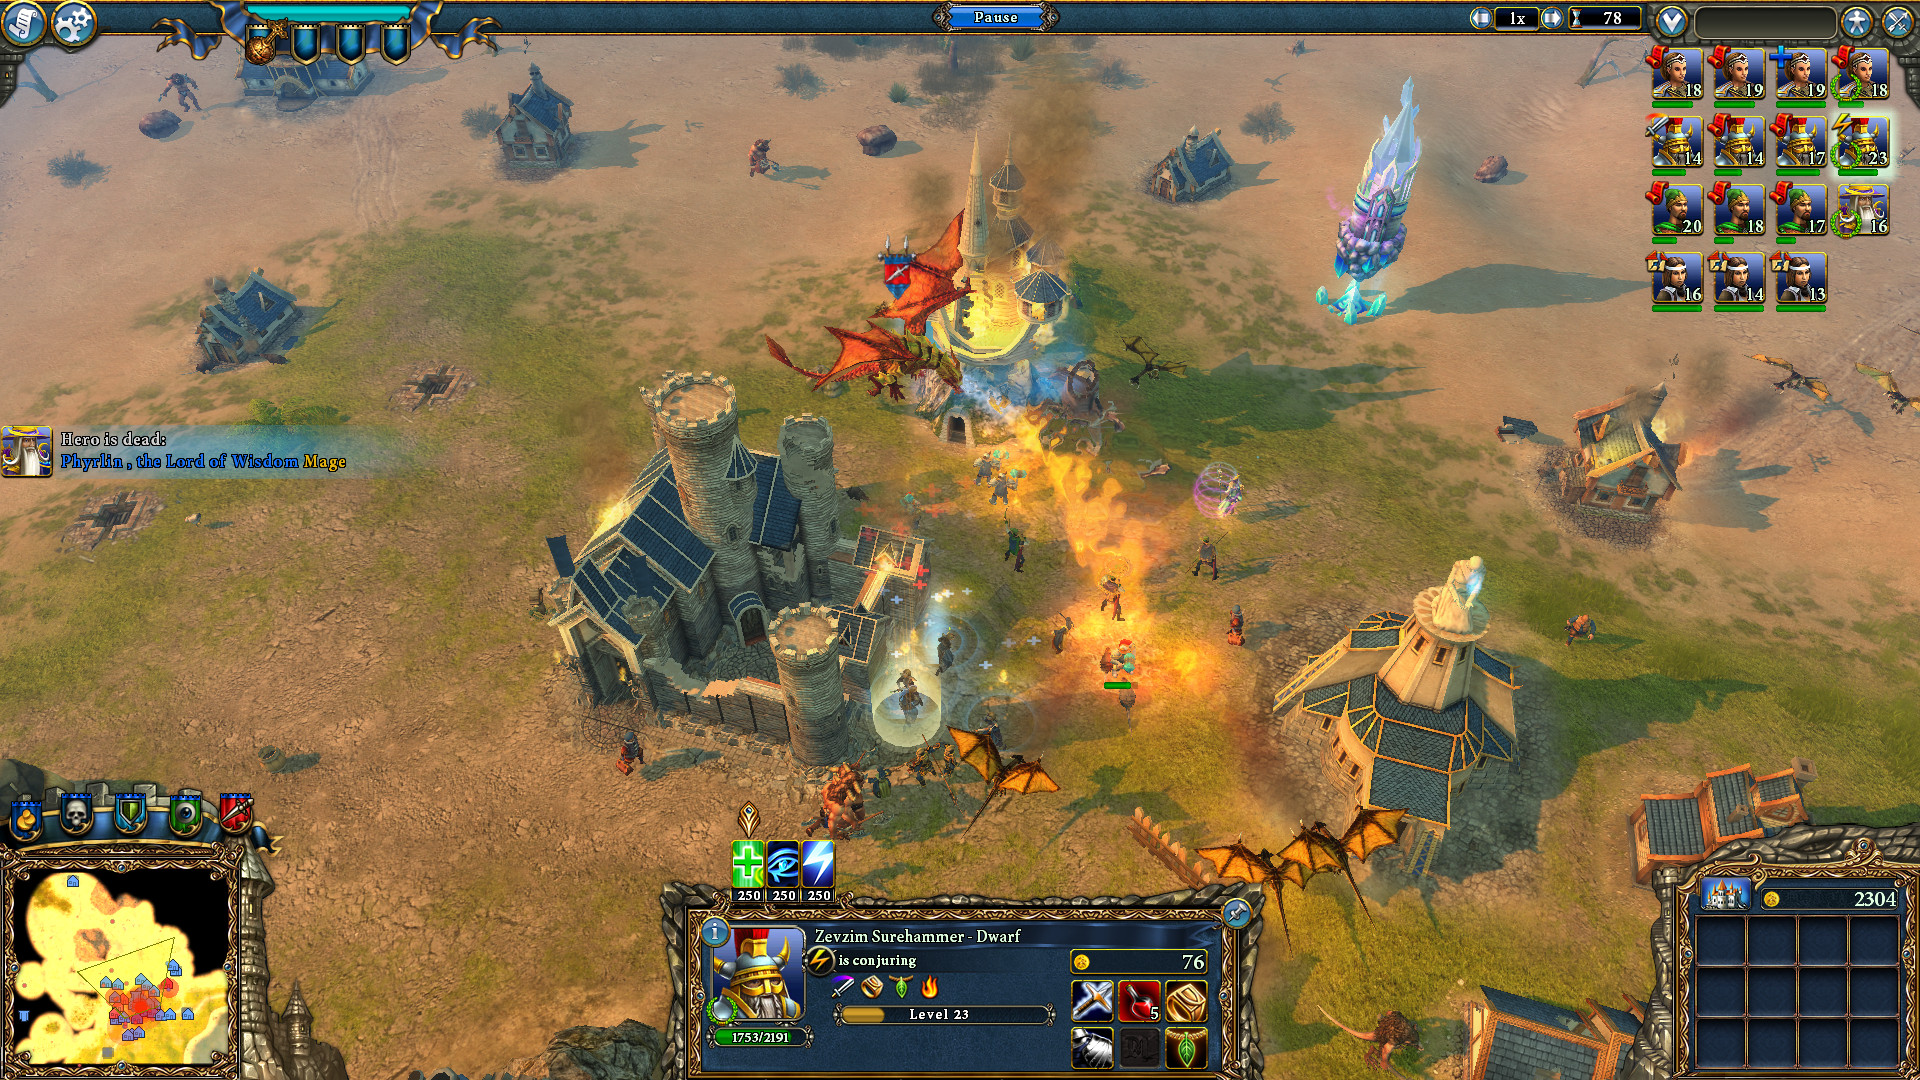 Pause
1x
78
18 19 19 18
14 14 17 23
20 18 17 16
16 14 13
Hero is dead:
Phyrlin , the Lord of Wisdom Mage
250 250 250
Zevzim Surehammer - Dwarf
is conjuring
76
Level 23
5
1753/2191
2304